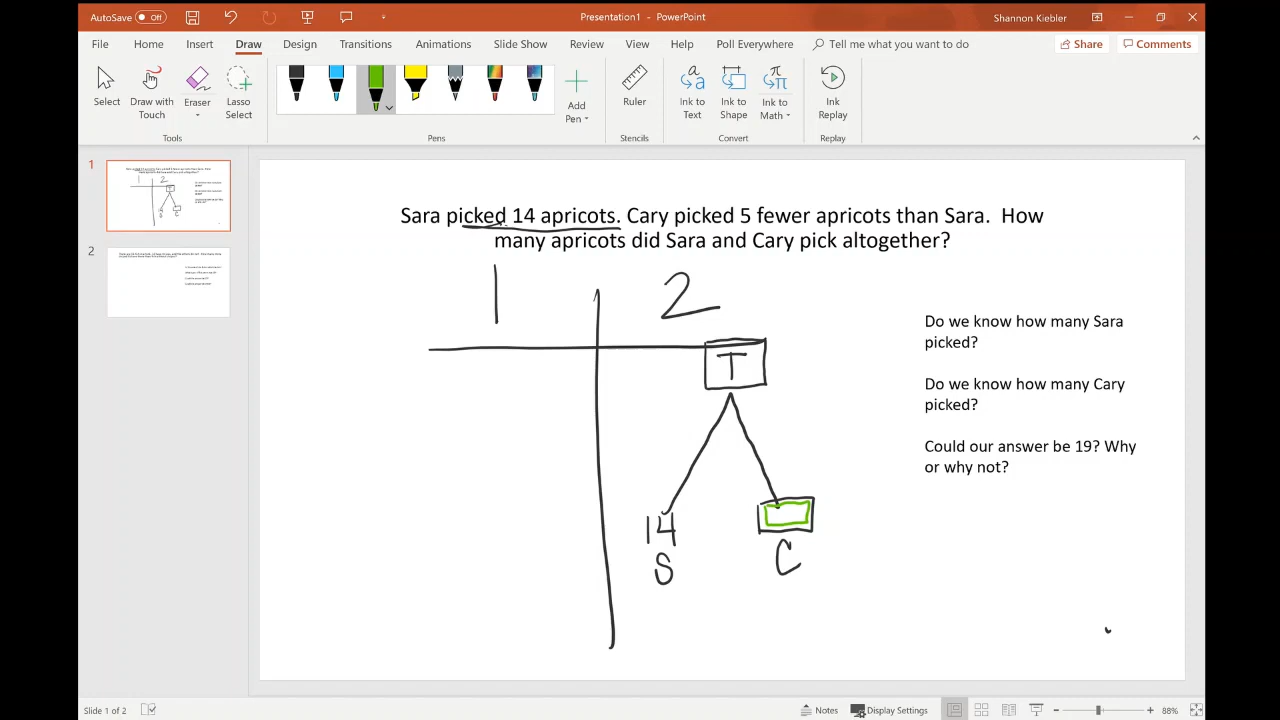 AutoSave Off
Presentation1 - PowerPoint
Shannon Kiebler
File Home Insert Draw Design Transitions Animations Slide Show Review View Help Poll Everywhere Tell me what you want to do Share Comments
Select
Draw with Touch
Eraser
Lasso Select
Add Pen
Ruler
Ink to Text
Ink to Shape
Ink to Math
Ink Replay
Tools Pens Stencils Convert Replay
1
2
Sara picked 14 apricots. Cary picked 5 fewer apricots than Sara. How
many apricots did Sara and Cary pick altogether?
1 2
T
14
S C
Do we know how many Sara
picked?
Do we know how many Cary
picked?
Could our answer be 19? Why
or why not?
Slide 1 of 2
Notes Display Settings 88%